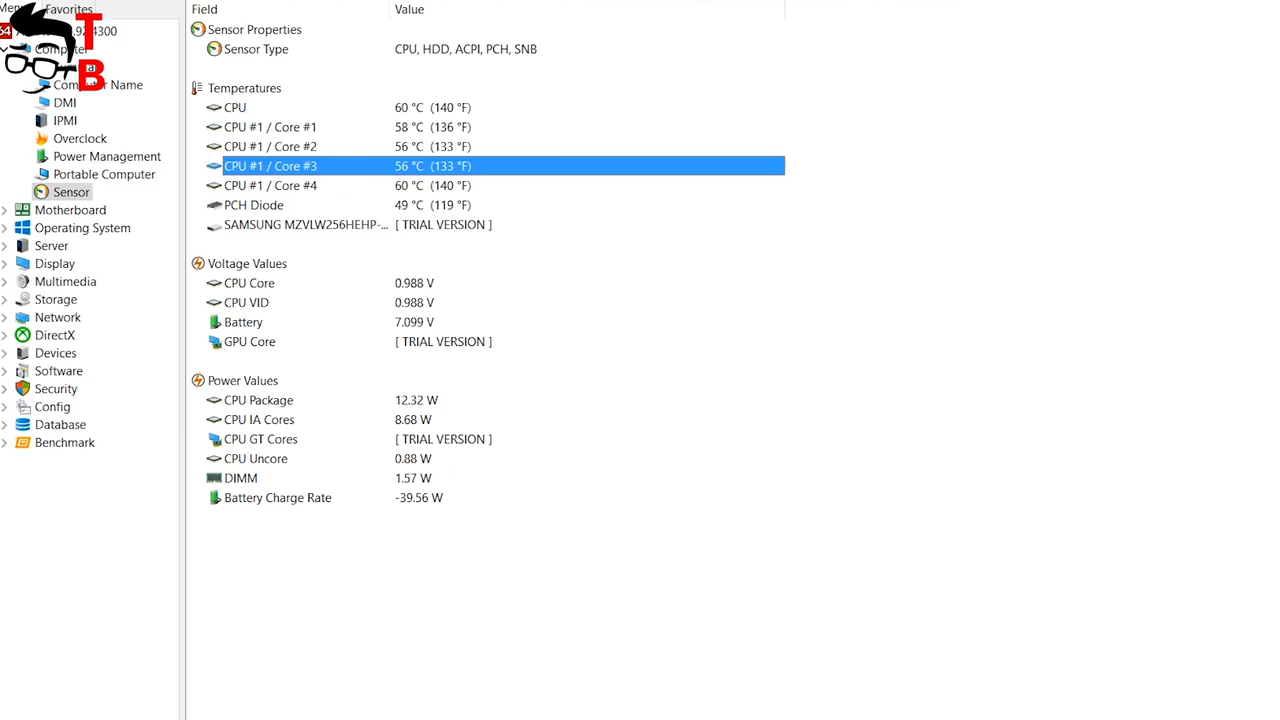 Favorites
Field Value
64 4300
Sensor Properties
Sensor Type CPU, HDD, ACPI, PCH, SNB
T
B
Computer
Computer Name
DMI
IPMI
Overclock
Power Management
Portable Computer
Sensor
Motherboard
Operating System
Server
Display
Multimedia
Storage
Network
DirectX
Devices
Software
Security
Config
Database
Benchmark
Temperatures
CPU 60 °C (140 °F)
CPU #1 / Core #1 58 °C (136 °F)
CPU #1 / Core #2 56 °C (133 °F)
CPU #1 / Core #3 56 °C (133 °F)
CPU #1 / Core #4 60 °C (140 °F)
PCH Diode 49 °C (119 °F)
SAMSUNG MZVLW256HEHP-... [ TRIAL VERSION ]
Voltage Values
CPU Core 0.988 V
CPU VID 0.988 V
Battery 7.099 V
GPU Core [ TRIAL VERSION ]
Power Values
CPU Package 12.32 W
CPU IA Cores 8.68 W
CPU GT Cores [ TRIAL VERSION ]
CPU Uncore 0.88 W
DIMM 1.57 W
Battery Charge Rate -39.56 W